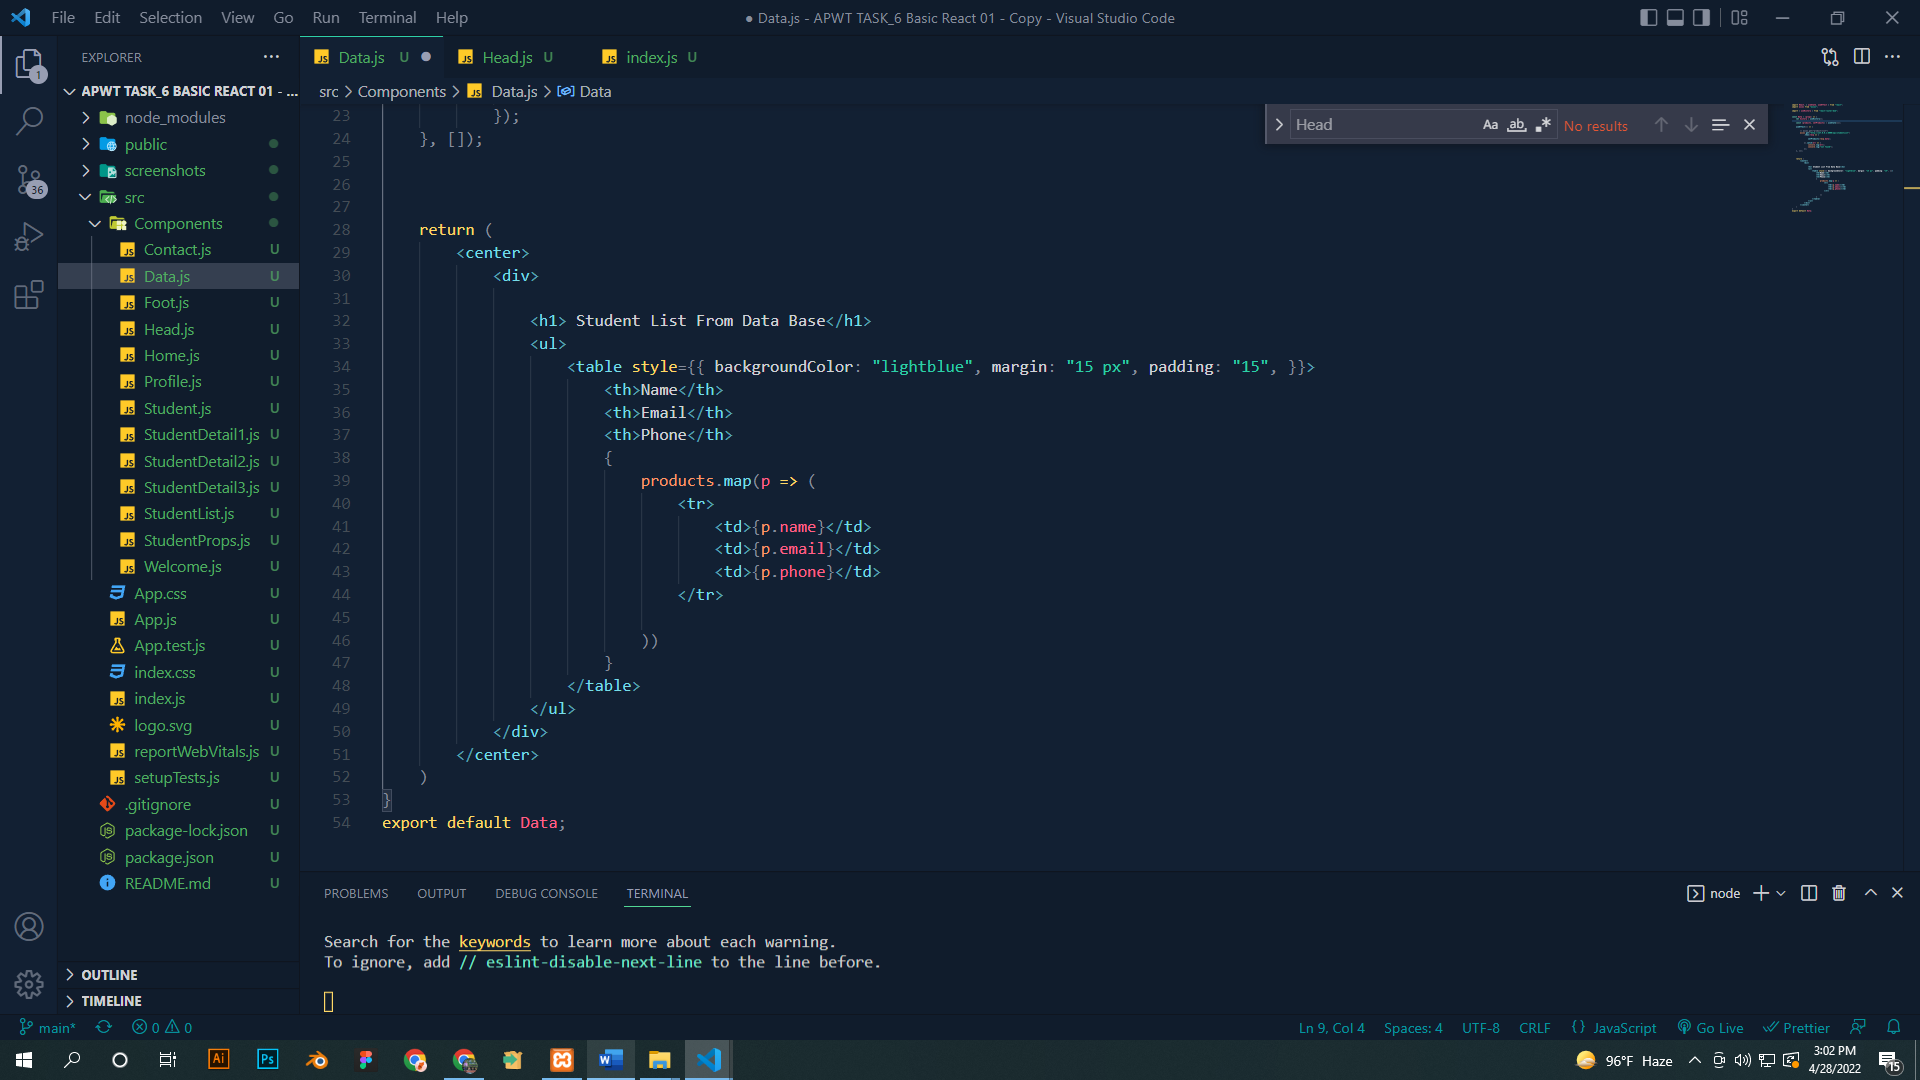 File Edit Selection View Go Run Terminal Help
● Data.js - APWT TASK_6 Basic React 01 - Copy - Visual Studio Code
EXPLORER
APWT TASK_6 BASIC REACT 01 - ...
node_modules
public
screenshots
src
Components
Contact.js U
Data.js U
Foot.js U
Head.js U
Home.js U
Profile.js U
Student.js U
StudentDetail1.js U
StudentDetail2.js U
StudentDetail3.js U
StudentList.js U
StudentProps.js U
Welcome.js U
App.css U
App.js U
App.test.js U
index.css U
index.js U
logo.svg U
reportWebVitals.js U
setupTests.js U
.gitignore U
package-lock.json U
package.json U
README.md U
OUTLINE
TIMELINE
1
36
Data.js U
Head.js U
index.js U
src > Components > Data.js > Data
Head Aa ab No results
23 });
24 }, []);
25
26
27
28 return (
29 <center>
30 <div>
31
32 <h1> Student List From Data Base</h1>
33 <ul>
34 <table style={{ backgroundColor: "lightblue", margin: "15 px", padding: "15", }}>
35 <th>Name</th>
36 <th>Email</th>
37 <th>Phone</th>
38 {
39 products.map(p => (
40 <tr>
41 <td>{p.name}</td>
42 <td>{p.email}</td>
43 <td>{p.phone}</td>
44 </tr>
45
46 ))
47 }
48 </table>
49 </ul>
50 </div>
51 </center>
52 )
53 }
54 export default Data;
PROBLEMS OUTPUT DEBUG CONSOLE TERMINAL
node
Search for the keywords to learn more about each warning.
To ignore, add // eslint-disable-next-line to the line before.
main* 0 0
Ln 9, Col 4 Spaces: 4 UTF-8 CRLF JavaScript Go Live Prettier
Ai Ps
96°F Haze
3:02 PM
4/28/2022
15